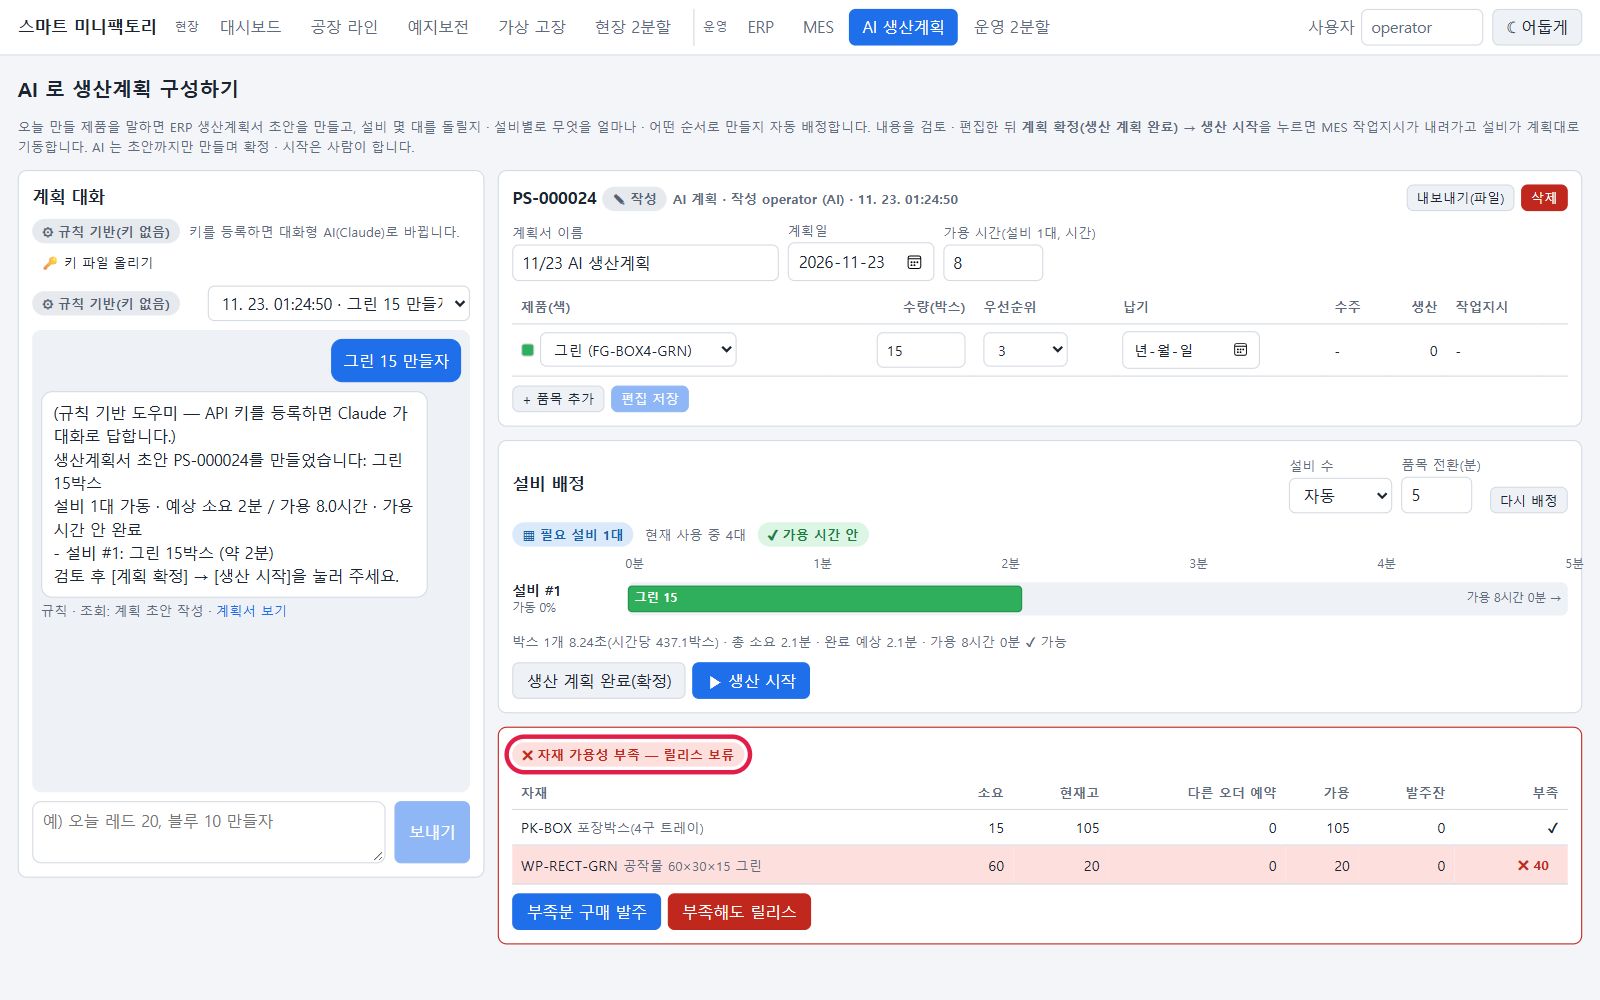 스마트 미니팩토리 현장 대시보드 공장 라인 예지보전 가상 고장 현장 2분할 운영 ERP MES AI 생산계획 운영 2분할 사용자 operator ☾ 어둡게
AI 로 생산계획 구성하기
오늘 만들 제품을 말하면 ERP 생산계획서 초안을 만들고, 설비 몇 대를 돌릴지 · 설비별로 무엇을 얼마나 · 어떤 순서로 만들지 자동 배정합니다. 내용을 검토 · 편집한 뒤 계획 확정(생산 계획 완료) → 생산 시작을 누르면 MES 작업지시가 내려가고 설비가 계획대로
기동합니다. AI 는 초안까지만 만들며 확정 · 시작은 사람이 합니다.
계획 대화
⚙ 규칙 기반(키 없음) 키를 등록하면 대화형 AI(Claude)로 바뀝니다.
🔑 키 파일 올리기
⚙ 규칙 기반(키 없음) 11. 23. 01:24:50 · 그린 15 만들자
그린 15 만들자
(규칙 기반 도우미 — API 키를 등록하면 Claude 가
대화로 답합니다.)
생산계획서 초안 PS-000024를 만들었습니다: 그린
15박스
설비 1대 가동 · 예상 소요 2분 / 가용 8.0시간 · 가용
시간 안 완료
- 설비 #1: 그린 15박스 (약 2분)
검토 후 [계획 확정] → [생산 시작]을 눌러 주세요.
규칙 · 조회: 계획 초안 작성 · 계획서 보기
예) 오늘 레드 20, 블루 10 만들자
보내기
PS-000024 ✎ 작성 AI 계획 · 작성 operator (AI) · 11. 23. 01:24:50 내보내기(파일) 삭제
계획서 이름 계획일 가용 시간(설비 1대, 시간)
11/23 AI 생산계획 2026-11-23 8
제품(색) 수량(박스) 우선순위 납기 수주 생산 작업지시
그린 (FG-BOX4-GRN) 15 3 년-월-일 - 0 -
+ 품목 추가 편집 저장
설비 배정 설비 수 품목 전환(분)
자동 5 다시 배정
▦ 필요 설비 1대 현재 사용 중 4대 ✓ 가용 시간 안
0분 1분 2분 3분 4분 5분
설비 #1 그린 15 가용 8시간 0분 →
가동 0%
박스 1개 8.24초(시간당 437.1박스) · 총 소요 2.1분 · 완료 예상 2.1분 · 가용 8시간 0분 ✓ 가능
생산 계획 완료(확정) ▶ 생산 시작
✕ 자재 가용성 부족 — 릴리스 보류
자재 소요 현재고 다른 오더 예약 가용 발주잔 부족
PK-BOX 포장박스(4구 트레이) 15 105 0 105 0 ✓
WP-RECT-GRN 공작물 60×30×15 그린 60 20 0 20 0 ✕ 40
부족분 구매 발주 부족해도 릴리스